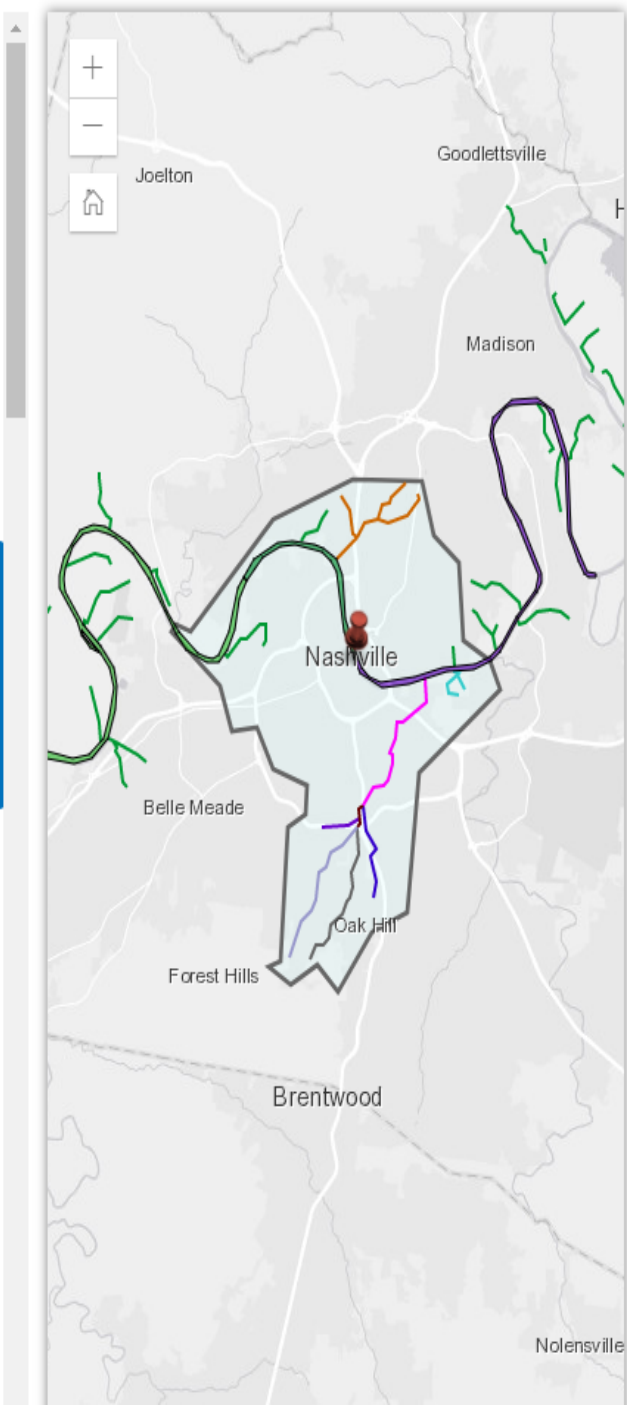 +
Goodlettsville
−
Joelton
H
Madison
Nashville
Belle Meade
Oak Hill
Forest Hills
Brentwood
Nolensville